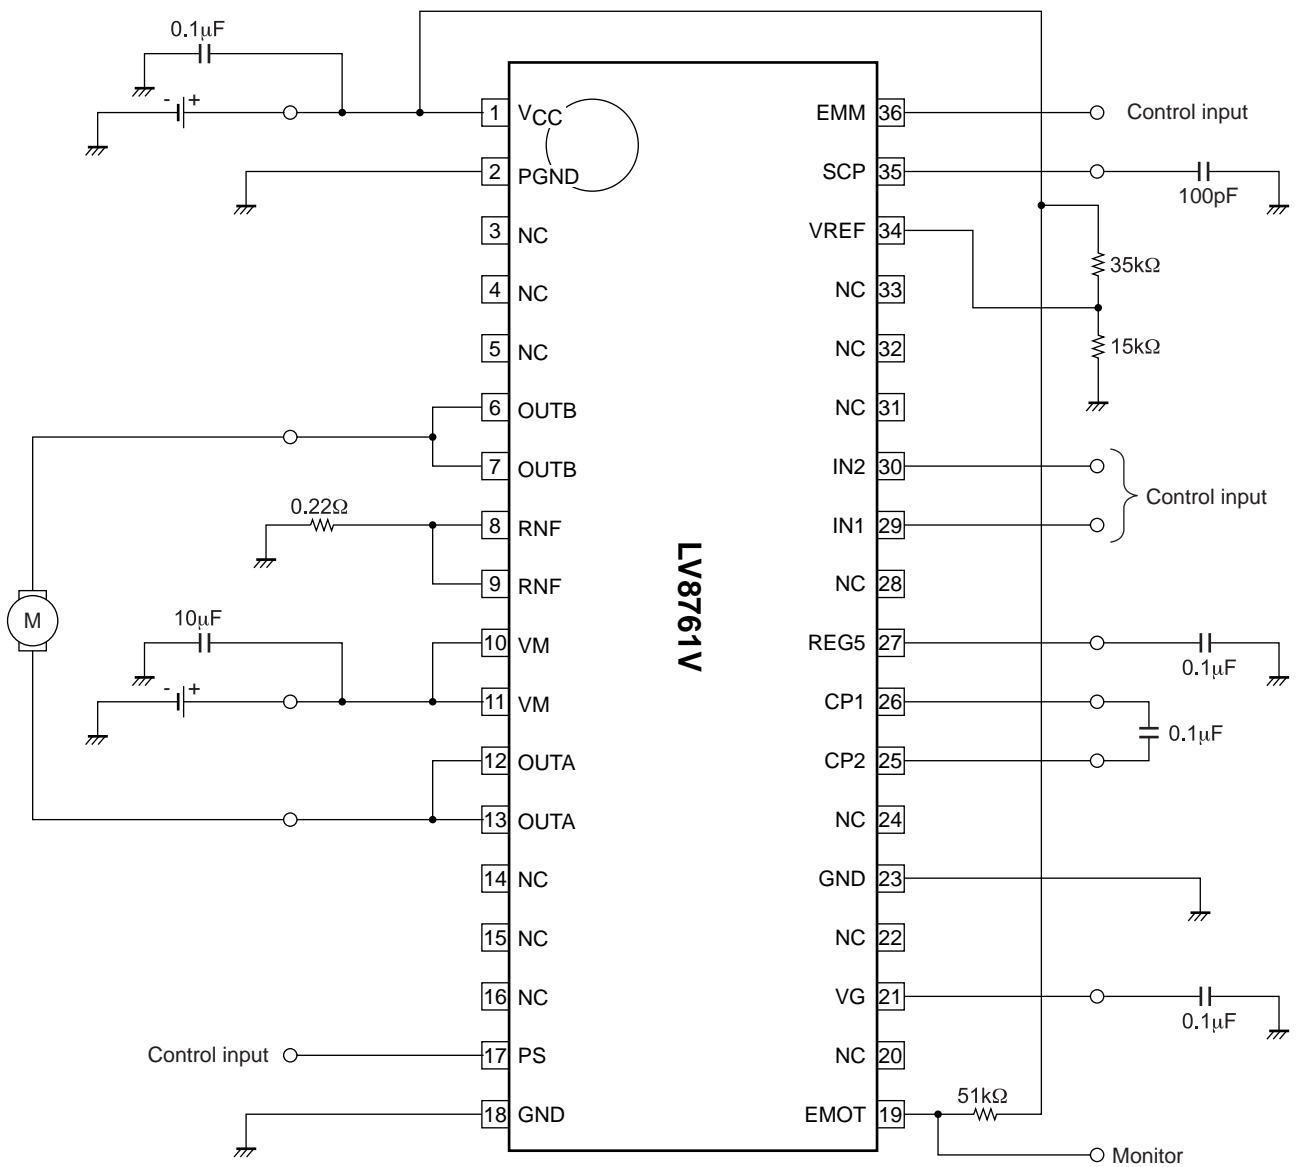 0.1µF
- +
1 VCC
EMM 36
Control input
2 PGND
SCP 35
100pF
3 NC
VREF 34
35kΩ
4 NC
NC 33
5 NC
NC 32
15kΩ
6 OUTB
NC 31
7 OUTB
IN2 30
Control input
0.22Ω
8 RNF
IN1 29
9 RNF
NC 28
LV8761V
M
10µF
10 VM
REG5 27
0.1µF
- +
11 VM
CP1 26
0.1µF
12 OUTA
CP2 25
13 OUTA
NC 24
14 NC
GND 23
15 NC
NC 22
16 NC
VG 21
0.1µF
Control input
17 PS
NC 20
51kΩ
18 GND
EMOT 19
Monitor